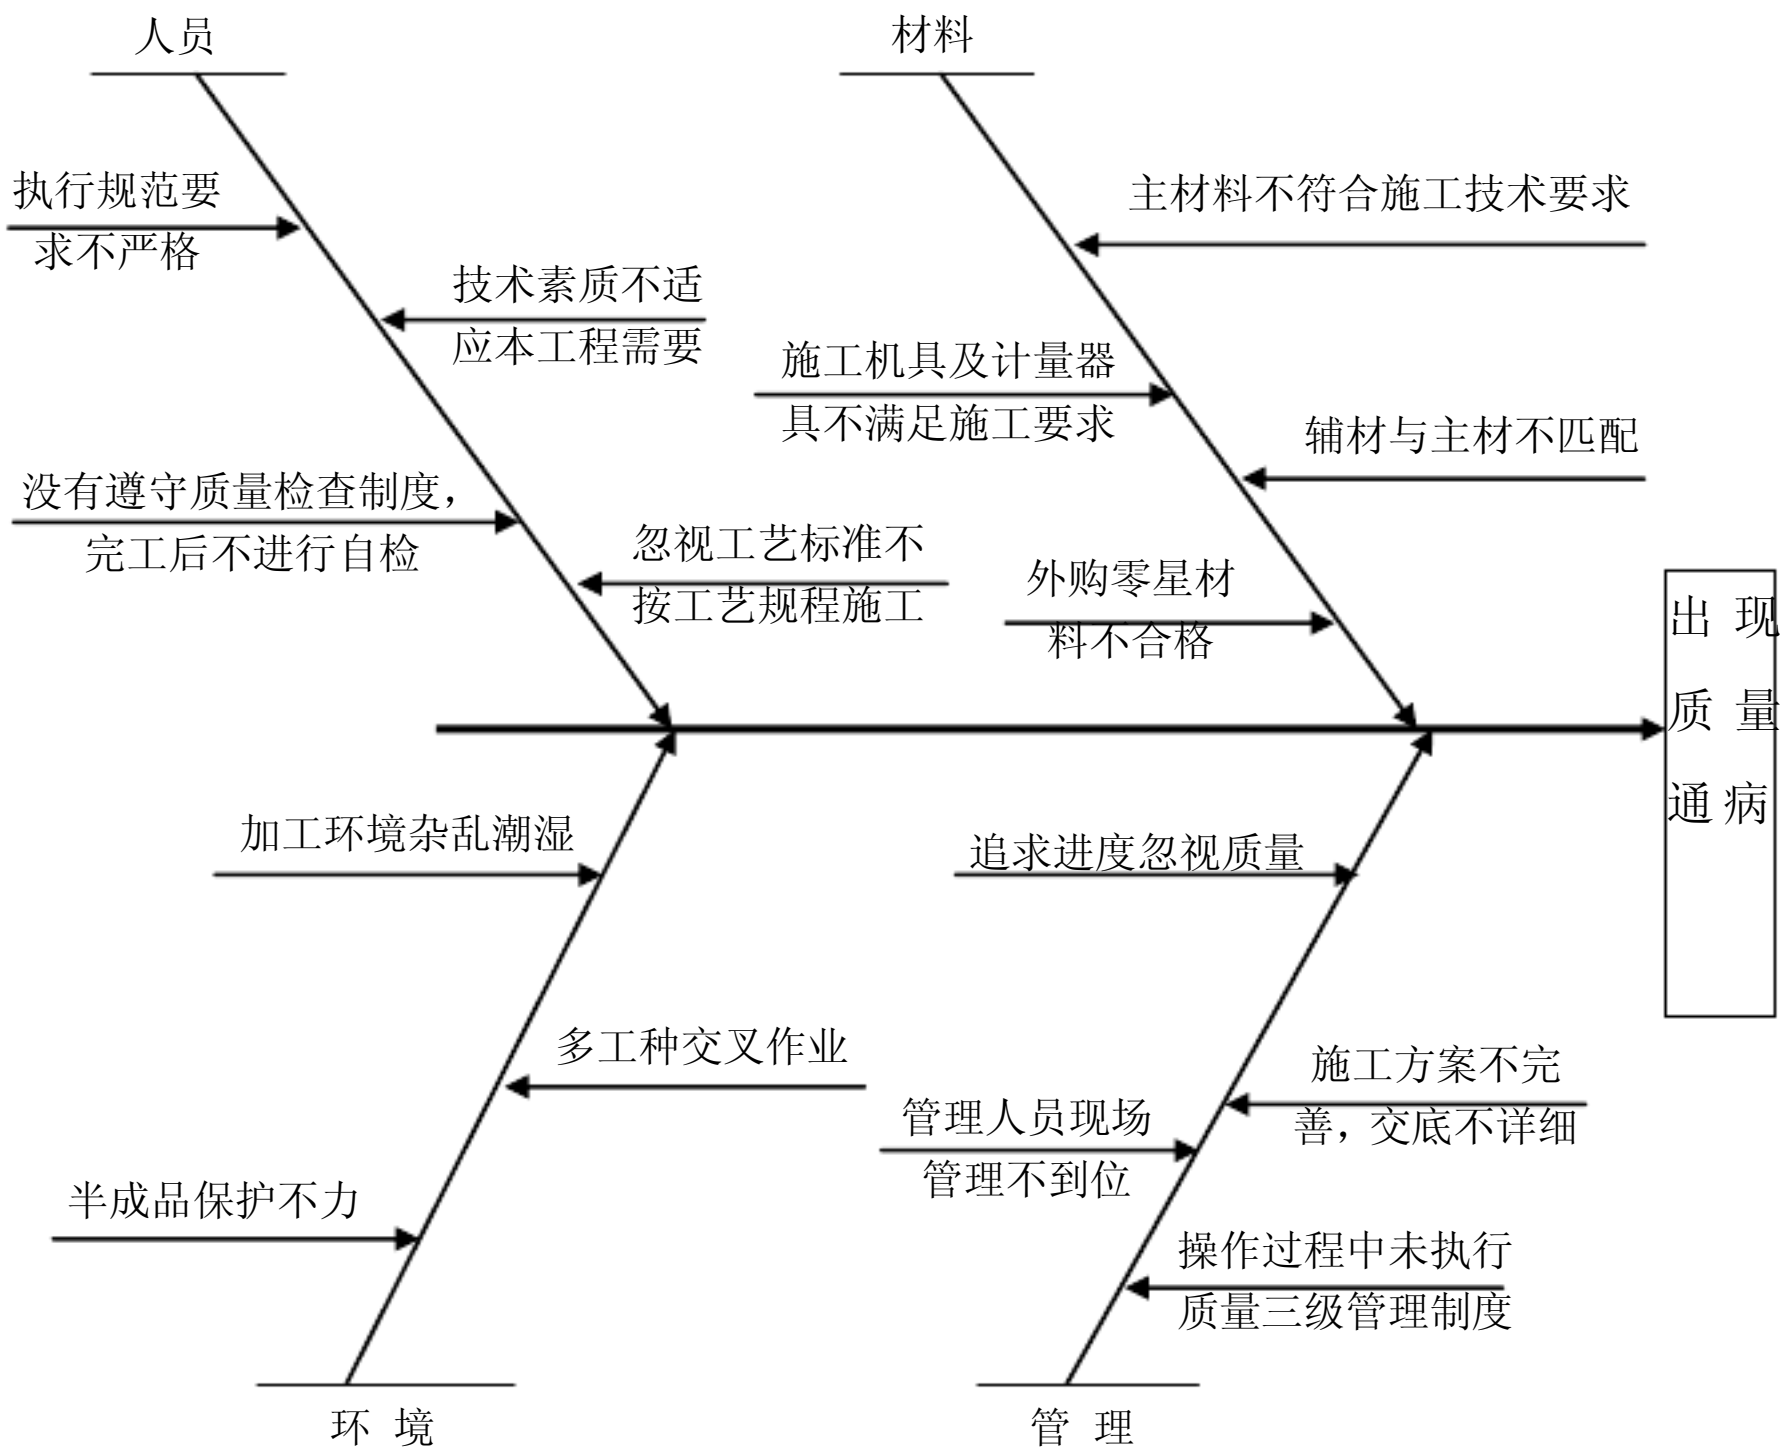 人员
材料
执行规范要
求不严格
技术素质不适
应本工程需要
没有遵守质量检查制度，
完工后不进行自检
忽视工艺标准不
按工艺规程施工
主材料不符合施工技术要求
施工机具及计量器
具不满足施工要求
辅材与主材不匹配
外购零星材
料不合格
出 现
质 量
通 病
加工环境杂乱潮湿
多工种交叉作业
半成品保护不力
追求进度忽视质量
施工方案不完
善，交底不详细
管理人员现场
管理不到位
操作过程中未执行
质量三级管理制度
环 境
管 理